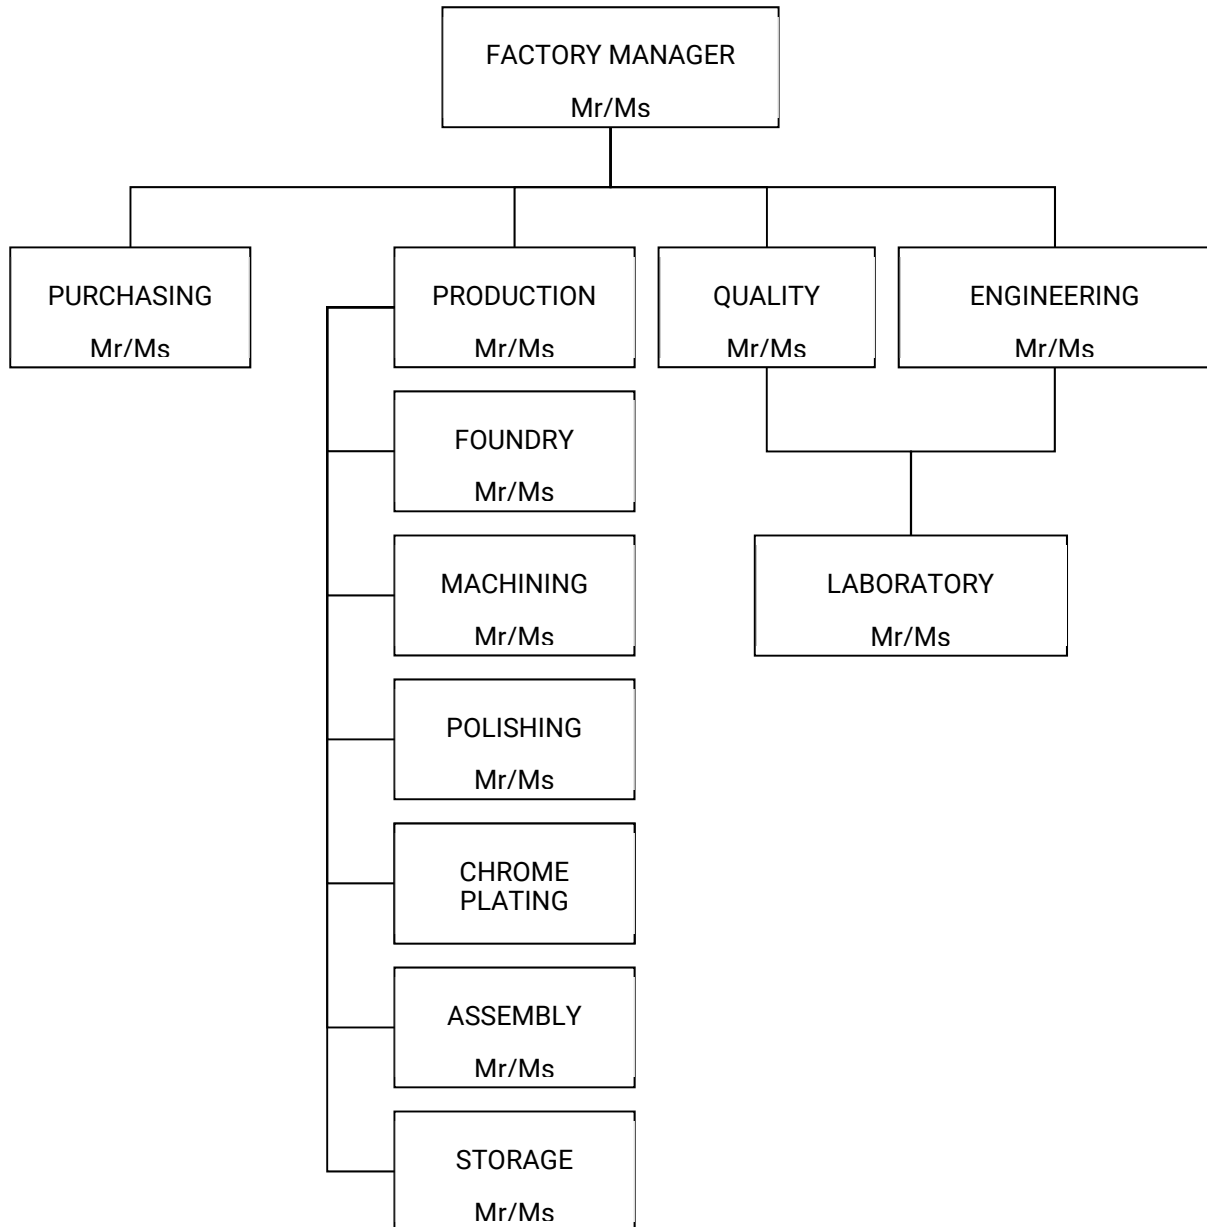 FACTORY MANAGER
Mr/Ms
PURCHASING
Mr/Ms
PRODUCTION
Mr/Ms
QUALITY
Mr/Ms
ENGINEERING
Mr/Ms
FOUNDRY
Mr/Ms
MACHINING
Mr/Ms
LABORATORY
Mr/Ms
POLISHING
Mr/Ms
CHROME
PLATING
ASSEMBLY
Mr/Ms
STORAGE
Mr/Ms